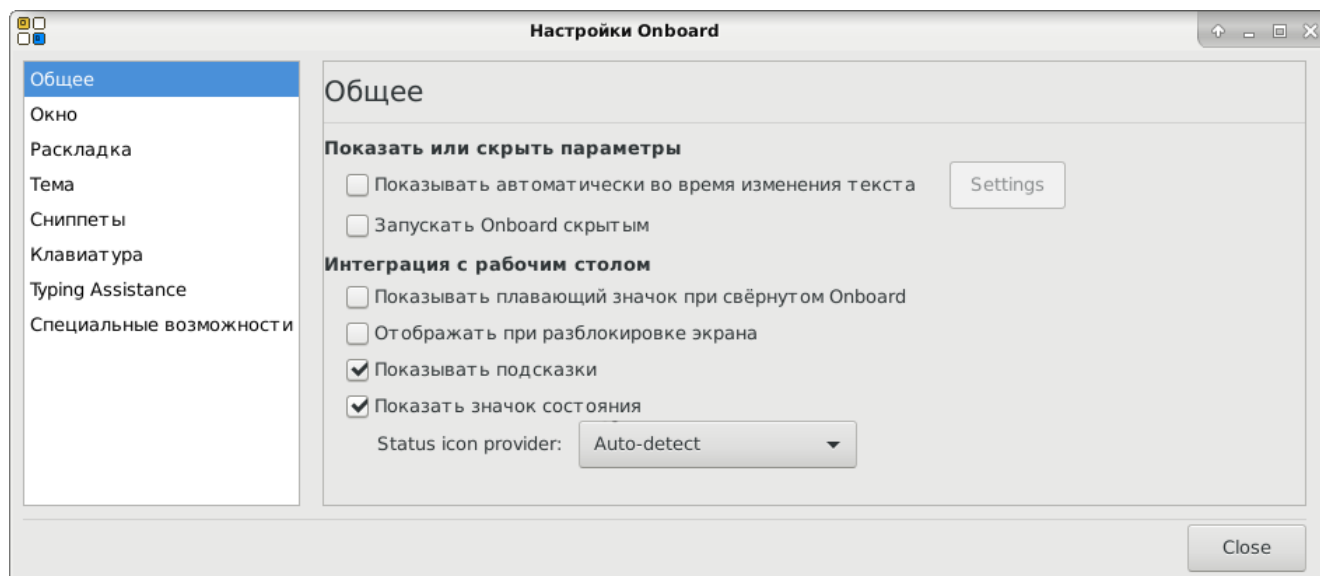 Настройки Onboard
Общее
Окно
Раскладка
Тема
Сниппеты
Клавиатура
Typing Assistance
Специальные возможности
Общее
Показать или скрыть параметры
Показывать автоматически во время изменения текста Settings
Запускать Onboard скрытым
Интеграция с рабочим столом
Показывать плавающий значок при свёрнутом Onboard
Отображать при разблокировке экрана
Показывать подсказки
Показать значок состояния
Status icon provider: Auto-detect
Close